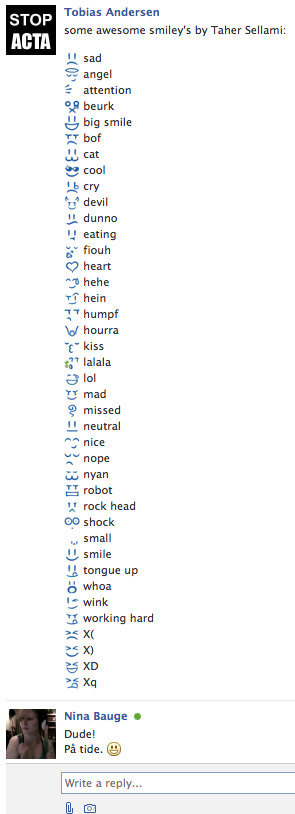 STOP
ACTA
Tobias Andersen
some awesome smiley's by Taher Sellami:
sad
angel
attention
beurk
big smile
bof
cat
cool
cry
devil
dunno
eating
fiouh
heart
hehe
hein
humpf
hourra
kiss
lalala
lol
mad
missed
neutral
nice
nope
nyan
robot
rock head
shock
small
smile
tongue up
whoa
wink
working hard
X(
X)
XD
Xq
Nina Bauge
Dude!
På tide. 😃
Write a reply...